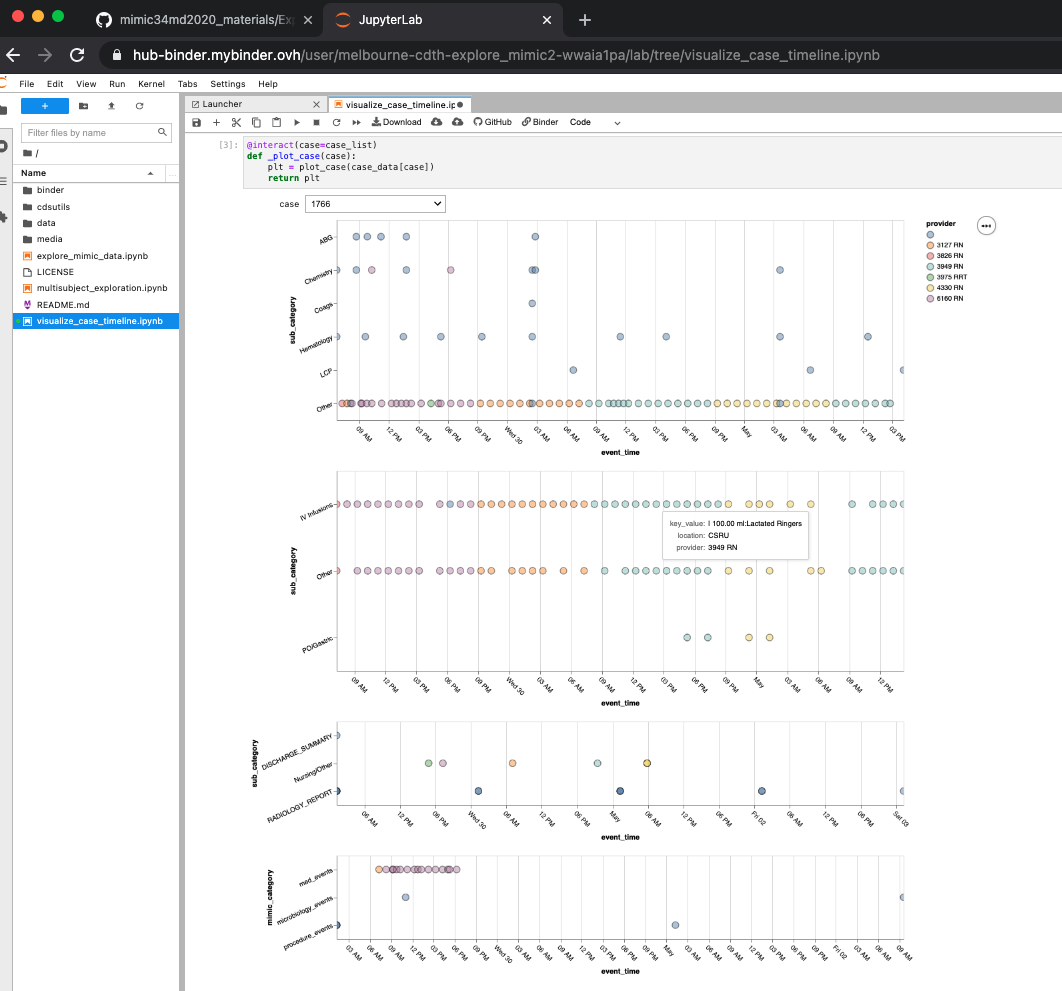 mimic34md2020_materials/Ex
JupyterLab
hub-binder.mybinder.ovh/user/melbourne-cdth-explore_mimic2-wwaia1pa/lab/tree/visualize_case_timeline.ipynb
File Edit View Run Kernel Tabs Settings Help
Filter files by name
/
Name
binder
cdsutils
data
media
explore_mimic_data.ipynb
LICENSE
multisubject_exploration.ipynb
README.md
visualize_case_timeline.ipynb
Launcher
visualize_case_timeline.ip
Download GitHub Binder Code
[3]: @interact(case=case_list)
def _plot_case(case):
plt = plot_case(case_data[case])
return plt
case 1766
provider
3127 RN
3826 RN
3949 RN
3975 RRT
4330 RN
6160 RN
sub_category
ABG
Chemistry
Coags
Hematology
LCP
Other
09 AM 12 PM 03 PM 06 PM 09 PM Wed 30 03 AM 06 AM 09 AM 12 PM 03 PM 06 PM 09 PM May 03 AM 06 AM 09 AM 12 PM 03 PM
event_time
sub_category
IV Infusions
Other
PO/Gastric
key_value: I 100.00 ml:Lactated Ringers
location: CSRU
provider: 3949 RN
09 AM 12 PM 03 PM 06 PM 09 PM Wed 30 03 AM 06 AM 09 AM 12 PM 03 PM 06 PM 09 PM May 03 AM 06 AM 09 AM 12 PM
event_time
sub_category
DISCHARGE_SUMMARY
Nursing/Other
RADIOLOGY_REPORT
06 AM 12 PM 06 PM Wed 30 06 AM 12 PM 06 PM May 06 AM 12 PM 06 PM Fri 02 06 AM 12 PM 06 PM Sat 03
event_time
mimic_category
med_events
microbiology_events
procedure_events
03 AM 06 AM 09 AM 12 PM 03 PM 06 PM 09 PM Wed 30 03 AM 06 AM 09 AM 12 PM 03 PM 06 PM 09 PM May 03 AM 06 AM 09 AM 12 PM 03 PM 06 PM 09 PM Fri 02 03 AM 06 AM 09 AM
event_time